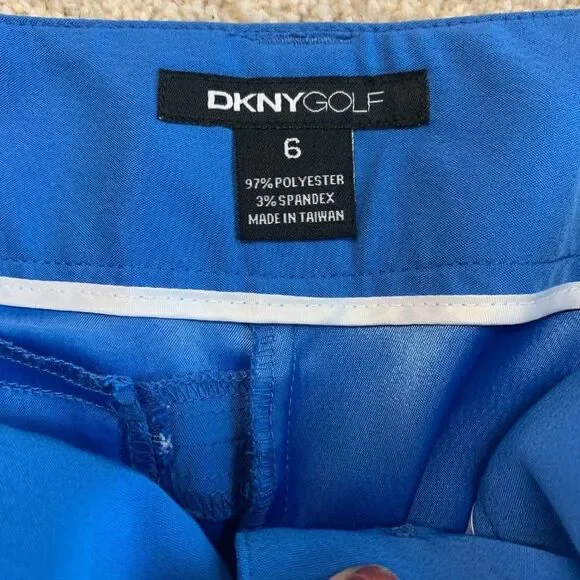 DKNYGOLF
6
97% POLYESTER
3% SPANDEX
MADE IN TAIWAN